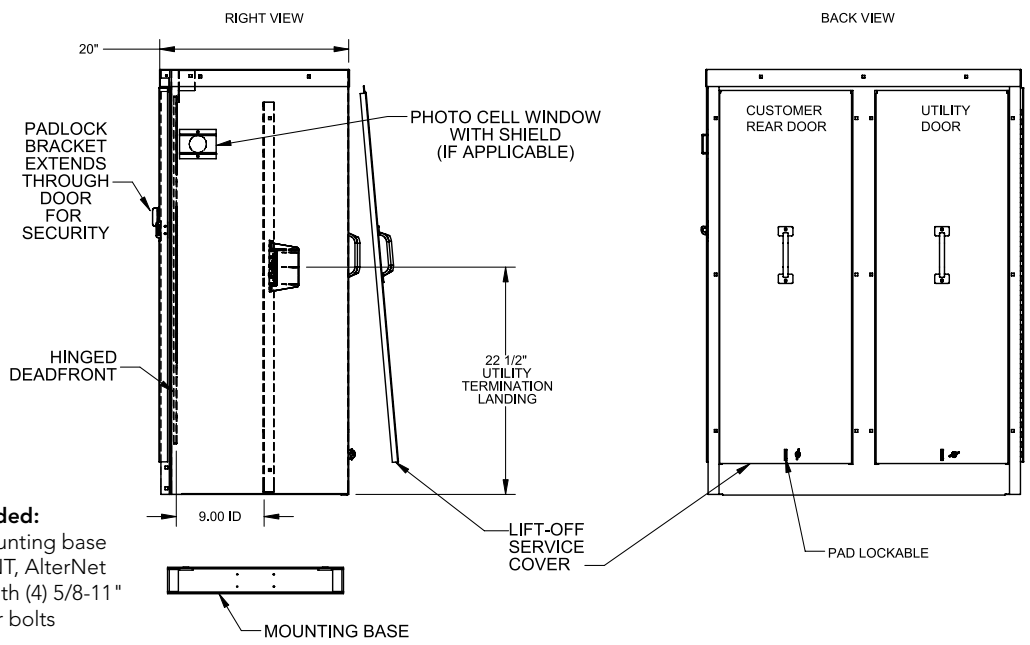 RIGHT VIEW
BACK VIEW
20"
PADLOCK
BRACKET
EXTENDS
THROUGH
DOOR
FOR
SECURITY
PHOTO CELL WINDOW
WITH SHIELD
(IF APPLICABLE)
CUSTOMER
REAR DOOR
UTILITY
DOOR
HINGED
DEADFRONT
22 1/2"
UTILITY
TERMINATION
LANDING
9.00 ID
LIFT-OFF
SERVICE
COVER
PAD LOCKABLE
ded:
unting base
NT, AlterNet
th (4) 5/8-11"
r bolts
MOUNTING BASE